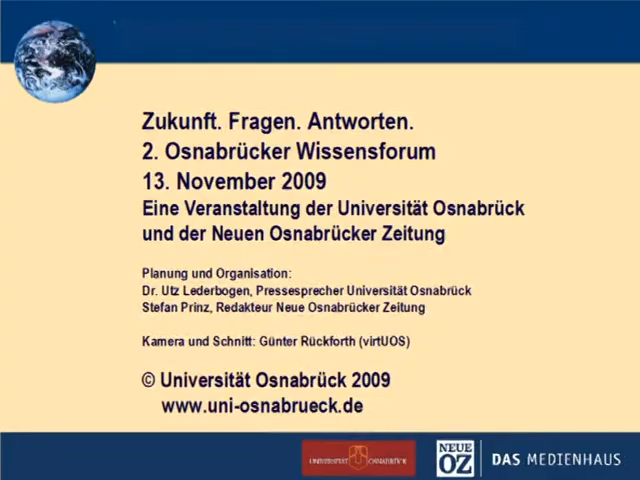 Zukunft. Fragen. Antworten.
2. Osnabrücker Wissensforum
13. November 2009
Eine Veranstaltung der Universität Osnabrück
und der Neuen Osnabrücker Zeitung
Planung und Organisation:
Dr. Utz Lederbogen, Pressesprecher Universität Osnabrück
Stefan Prinz, Redakteur Neue Osnabrücker Zeitung
Kamera und Schnitt: Günter Rückforth (virtUOS)
© Universität Osnabrück 2009
www.uni-osnabrueck.de
UNIVERSITÄT OSNABRÜCK
NEUE
OZ
DAS MEDIENHAUS